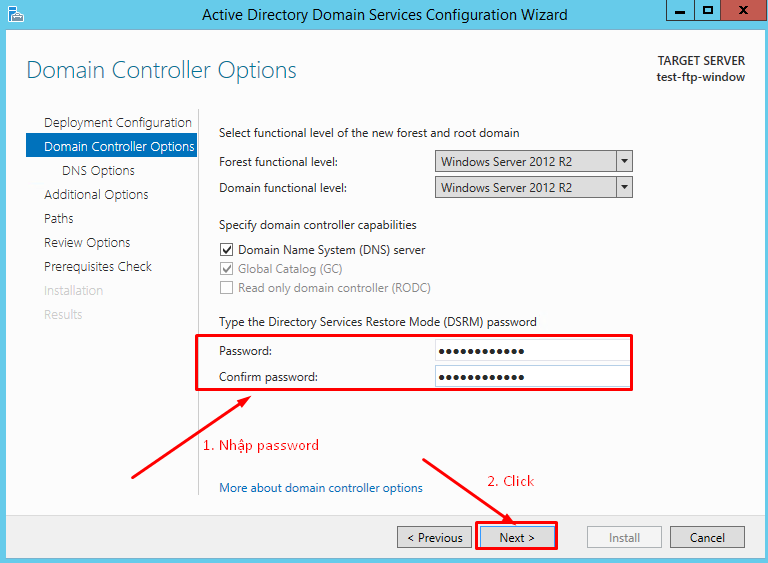 Active Directory Domain Services Configuration Wizard
Domain Controller Options
TARGET SERVER
test-ftp-window
Deployment Configuration
Domain Controller Options
DNS Options
Additional Options
Paths
Review Options
Prerequisites Check
Installation
Results
Select functional level of the new forest and root domain
Forest functional level: Windows Server 2012 R2
Domain functional level: Windows Server 2012 R2
Specify domain controller capabilities
Domain Name System (DNS) server
Global Catalog (GC)
Read only domain controller (RODC)
Type the Directory Services Restore Mode (DSRM) password
Password: ●●●●●●●●●●●●
Confirm password: ●●●●●●●●●●●●
1. Nhập password
2. Click
More about domain controller options
< Previous
Next >
Install
Cancel